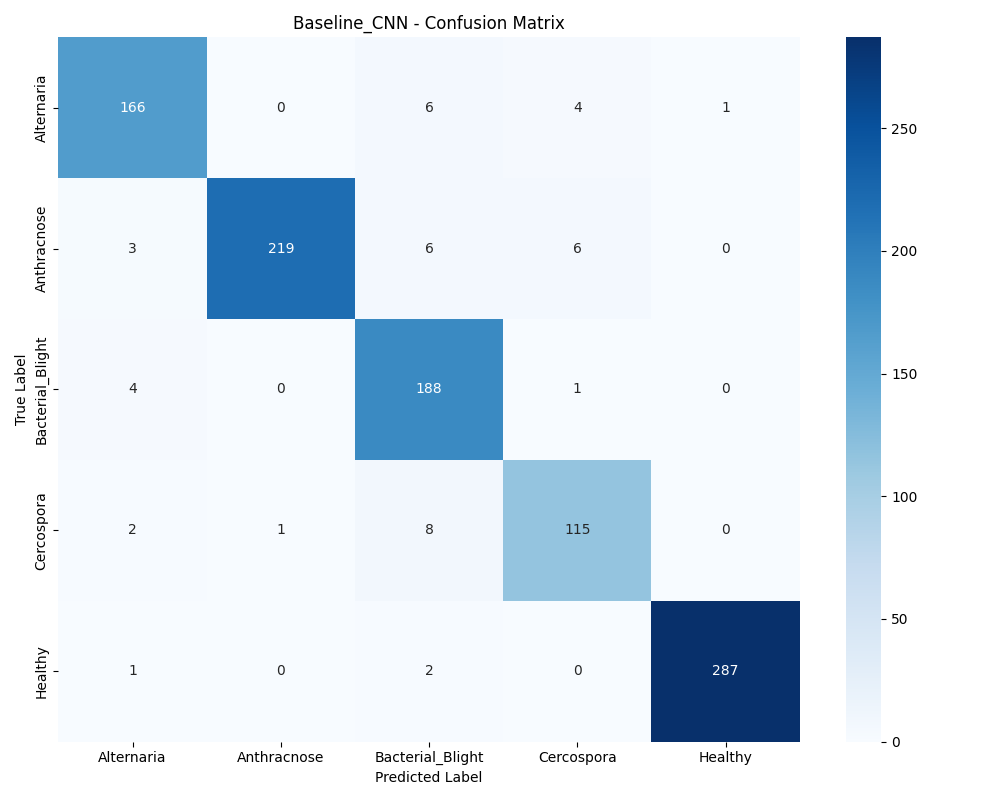 Baseline_CNN - Confusion Matrix
True Label
Alternaria
166 0 6 4 1
Anthracnose
3 219 6 6 0
Bacterial_Blight
4 0 188 1 0
Cercospora
2 1 8 115 0
Healthy
1 0 2 0 287
Alternaria Anthracnose Bacterial_Blight Cercospora Healthy
Predicted Label
250
200
150
100
50
0